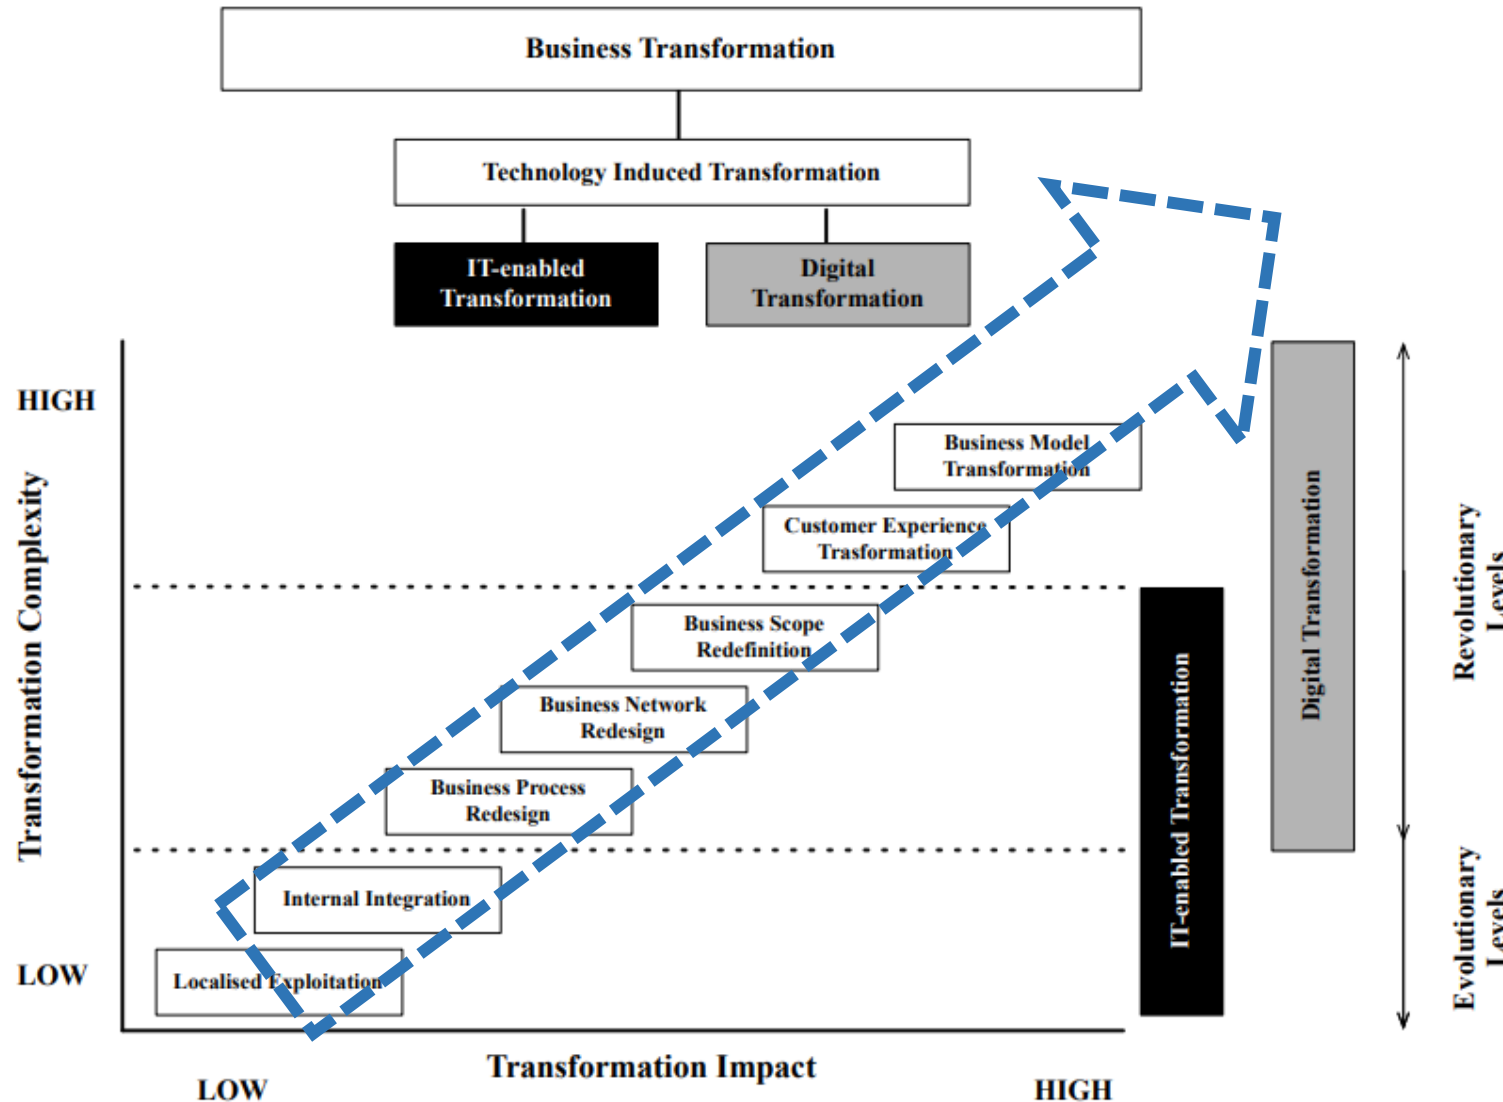 Business Transformation
Technology Induced Transformation
IT-enabled
Transformation
Digital
Transformation
HIGH
Transformation Complexity
LOW
Business Model
Transformation
Customer Experience
Trasformation
Business Scope
Redefinition
Business Network
Redesign
Business Process
Redesign
Internal Integration
Localised Exploitation
IT-enabled Transformation
Digital Transformation
Revolutionary
Levels
Evolutionary
Levels
Transformation Impact
LOW
HIGH